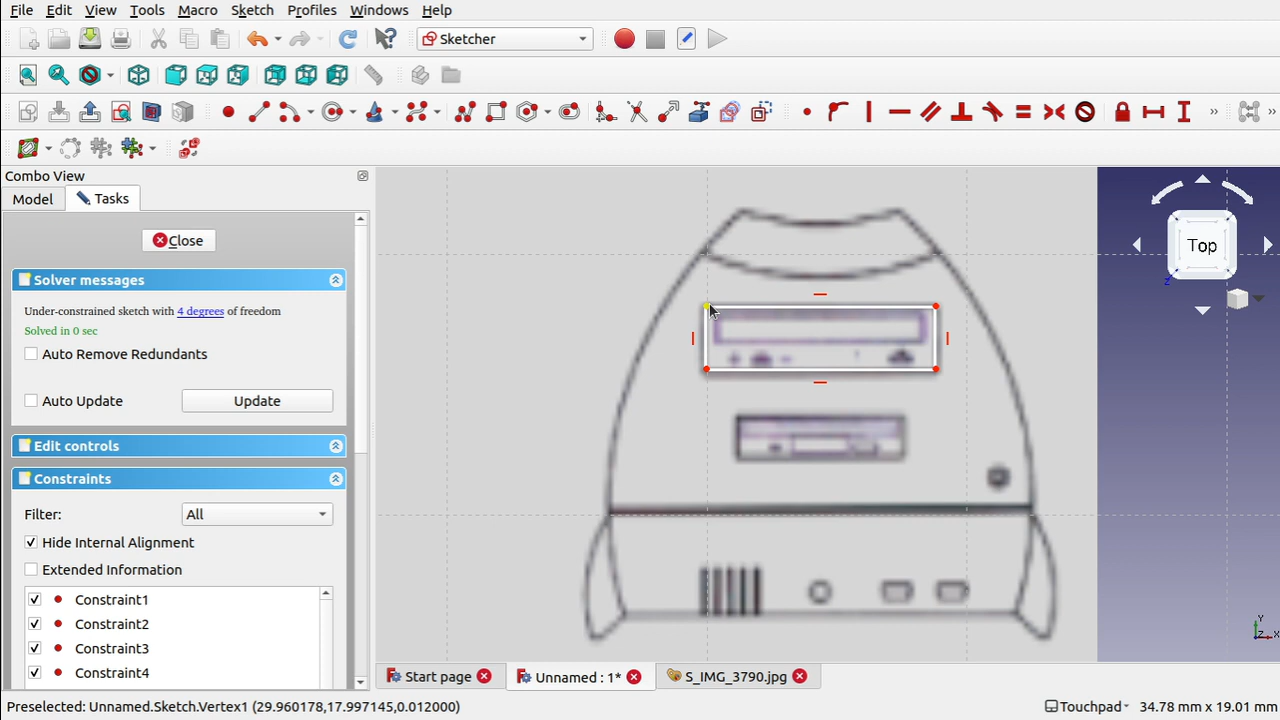 File Edit View Tools Macro Sketch Profiles Windows Help
Sketcher
Combo View
Model Tasks
Close
Solver messages
Under-constrained sketch with 4 degrees of freedom
Solved in 0 sec
Auto Remove Redundants
Auto Update Update
Edit controls
Constraints
Filter: All
Hide Internal Alignment
Extended Information
Constraint1
Constraint2
Constraint3
Constraint4
Top
Z
Y
Z X
Start page Unnamed : 1* S_IMG_3790.jpg
Preselected: Unnamed.Sketch.Vertex1 (29.960178,17.997145,0.012000) Touchpad 34.78 mm x 19.01 mm